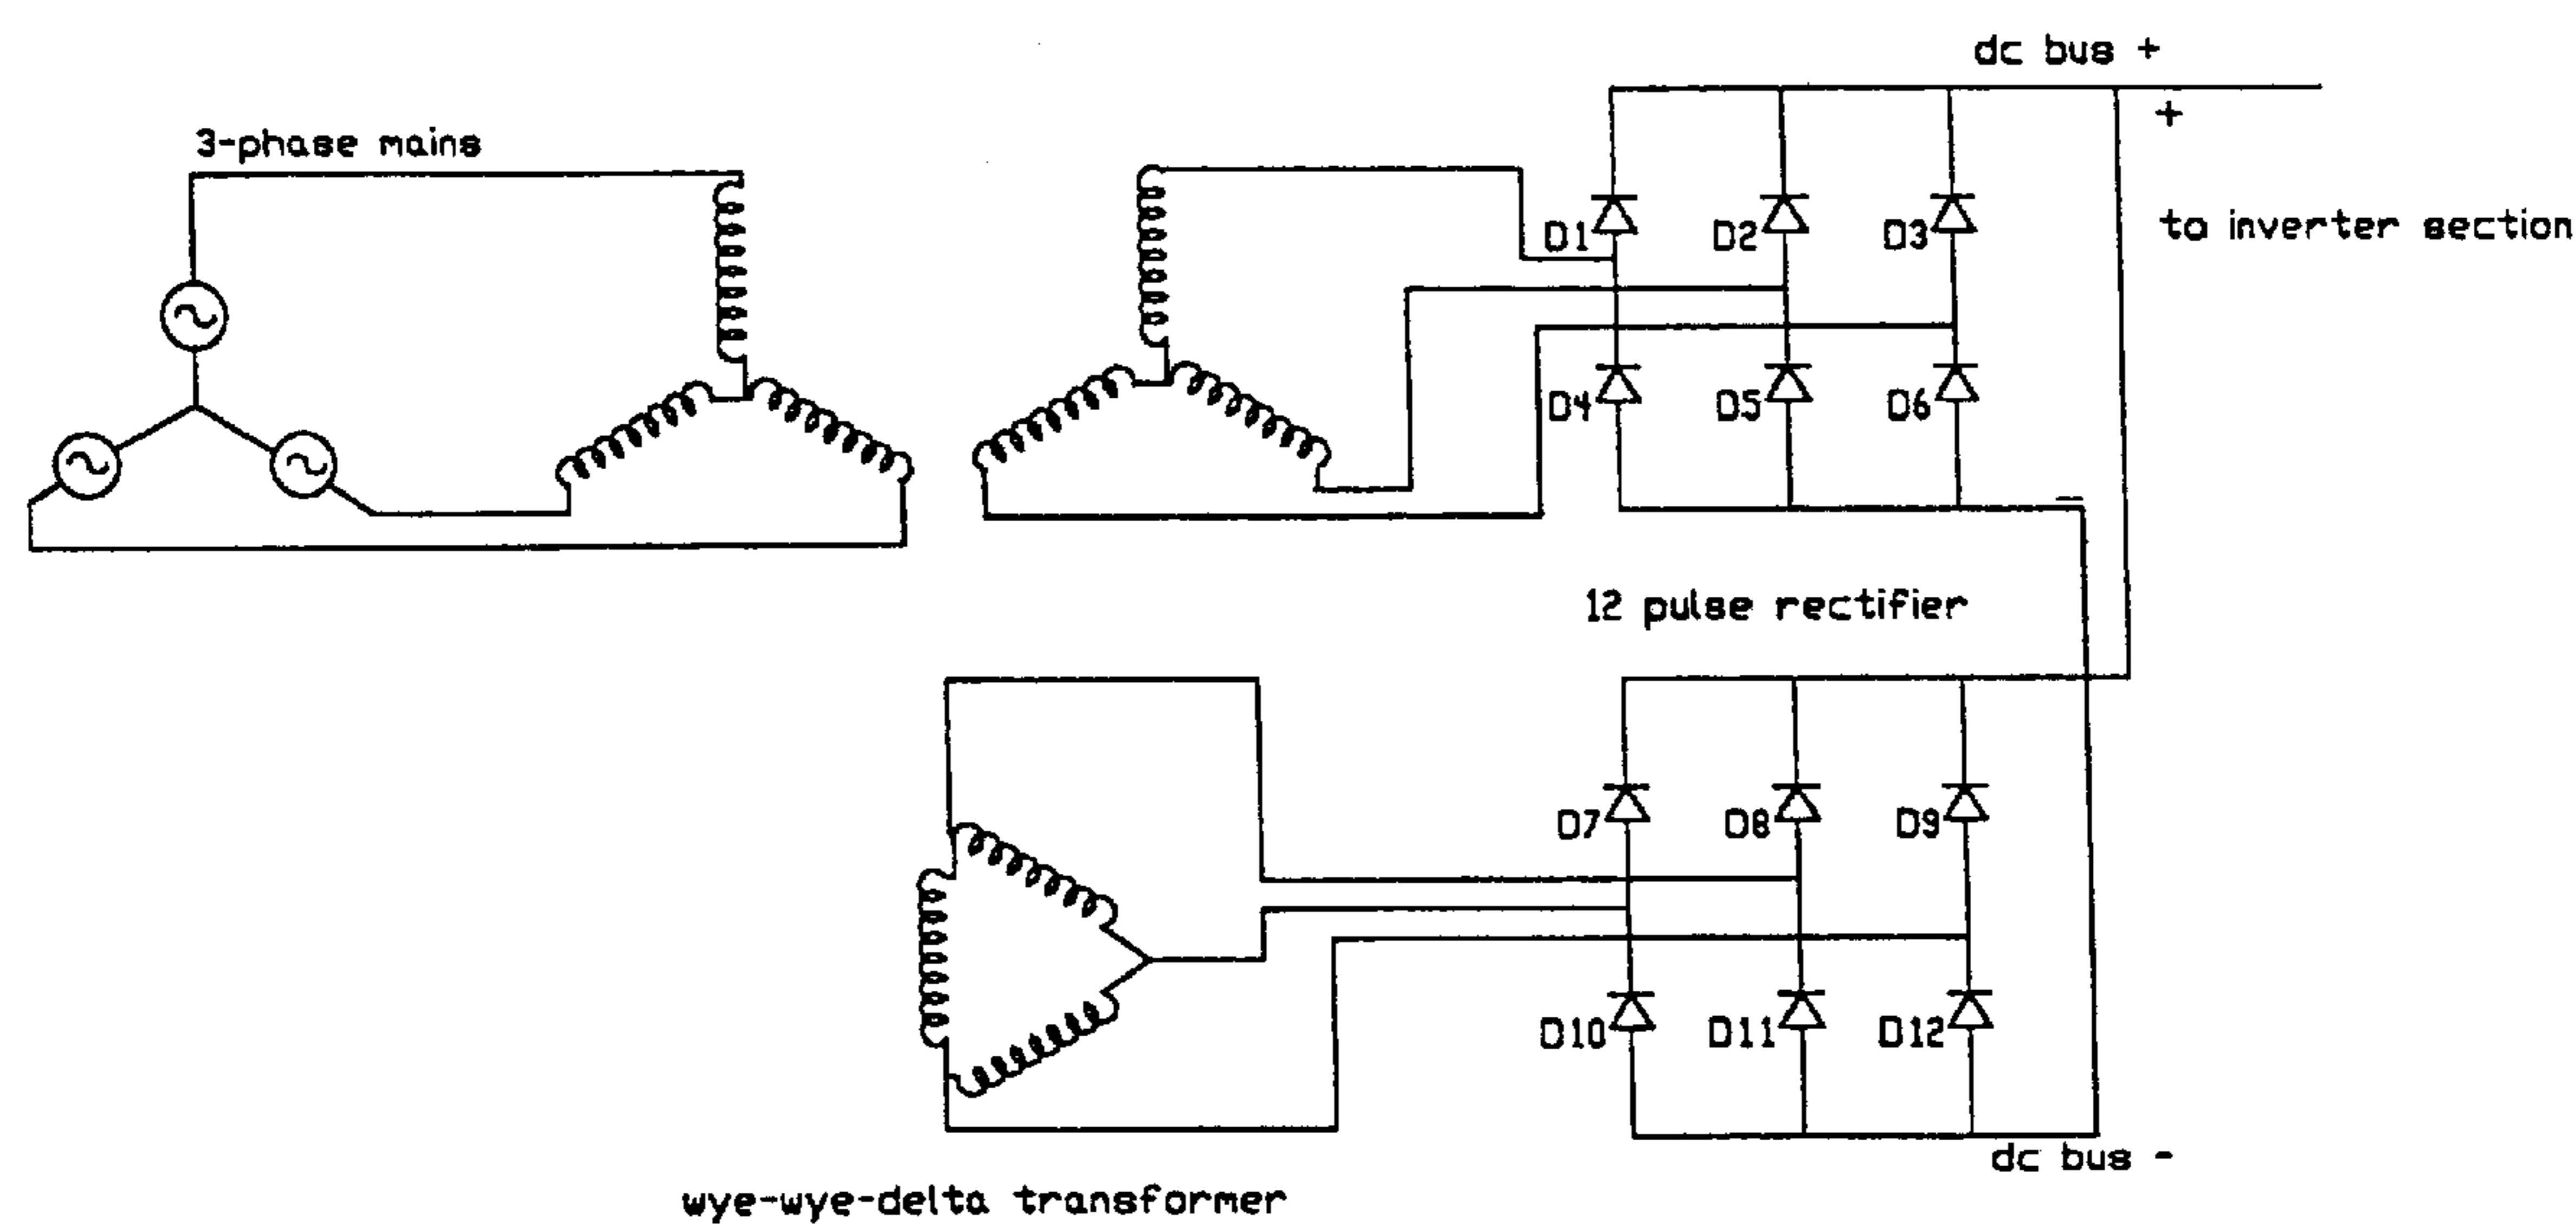 dc bus +
+
3-phase mains
to inverter section
D1
D2
D3
D4
D5
D6
−
12 pulse rectifier
D7
D8
D9
D10
D11
D12
dc bus -
wye-wye-delta transformer